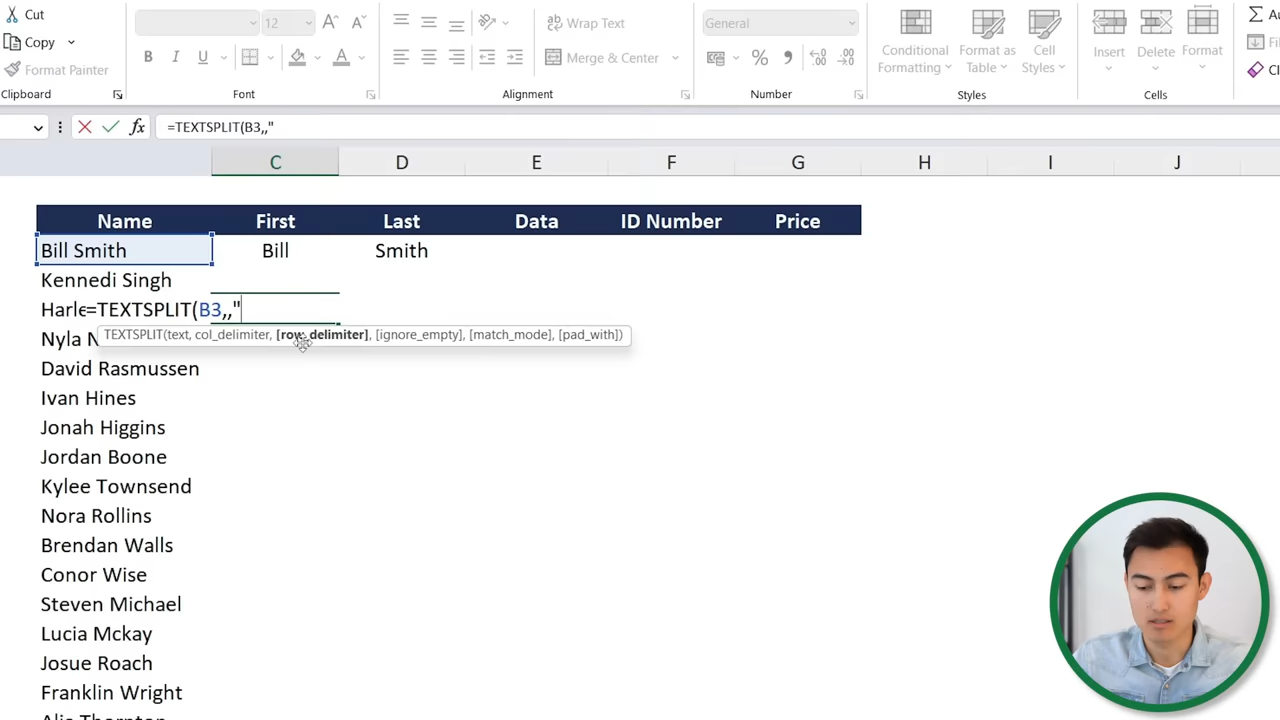 Cut
Copy
Format Painter
Clipboard
12
A A
B I U A
Font
ab Wrap Text
Merge & Center
Alignment
General
%
Number
Conditional Formatting
Format as Table
Cell Styles
Styles
Insert
Delete
Format
Cells
Σ
fx =TEXTSPLIT(B3,,"
C D E F G H I J
Name First Last Data ID Number Price
Bill Smith Bill Smith
Kennedi Singh
Harle=TEXTSPLIT(B3,,"
TEXTSPLIT(text, col_delimiter, [row_delimiter], [ignore_empty], [match_mode], [pad_with])
Nyla N
David Rasmussen
Ivan Hines
Jonah Higgins
Jordan Boone
Kylee Townsend
Nora Rollins
Brendan Walls
Conor Wise
Steven Michael
Lucia Mckay
Josue Roach
Franklin Wright